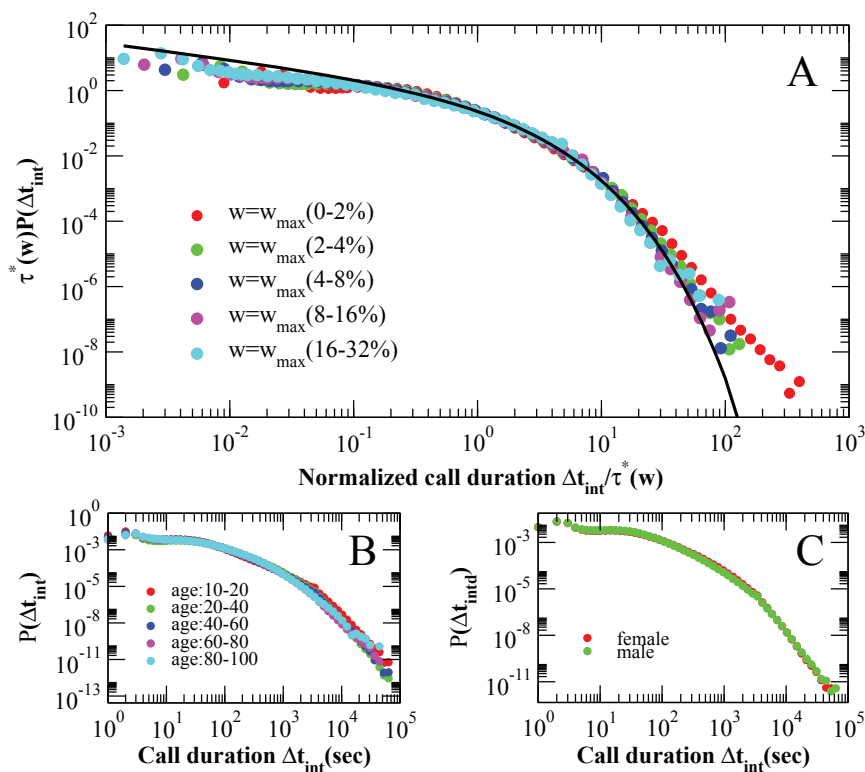 A
τ*(w)P(Δt_int)
10^2
10^0
10^-2
10^-4
10^-6
10^-8
10^-10
w=w_max(0-2%)
w=w_max(2-4%)
w=w_max(4-8%)
w=w_max(8-16%)
w=w_max(16-32%)
10^-3 10^-2 10^-1 10^0 10^1 10^2 10^3
Normalized call duration Δt_int/τ*(w)
B
P(Δt_int)
10^0
10^-2
10^-5
10^-8
10^-11
10^-13
age:10-20
age:20-40
age:40-60
age:60-80
age:80-100
10^0 10^1 10^2 10^3 10^4 10^5
Call duration Δt_int(sec)
C
P(Δt_intd)
10^-3
10^-5
10^-8
10^-11
female
male
10^0 10^1 10^2 10^3 10^4 10^5
Call duration Δt_int(sec)